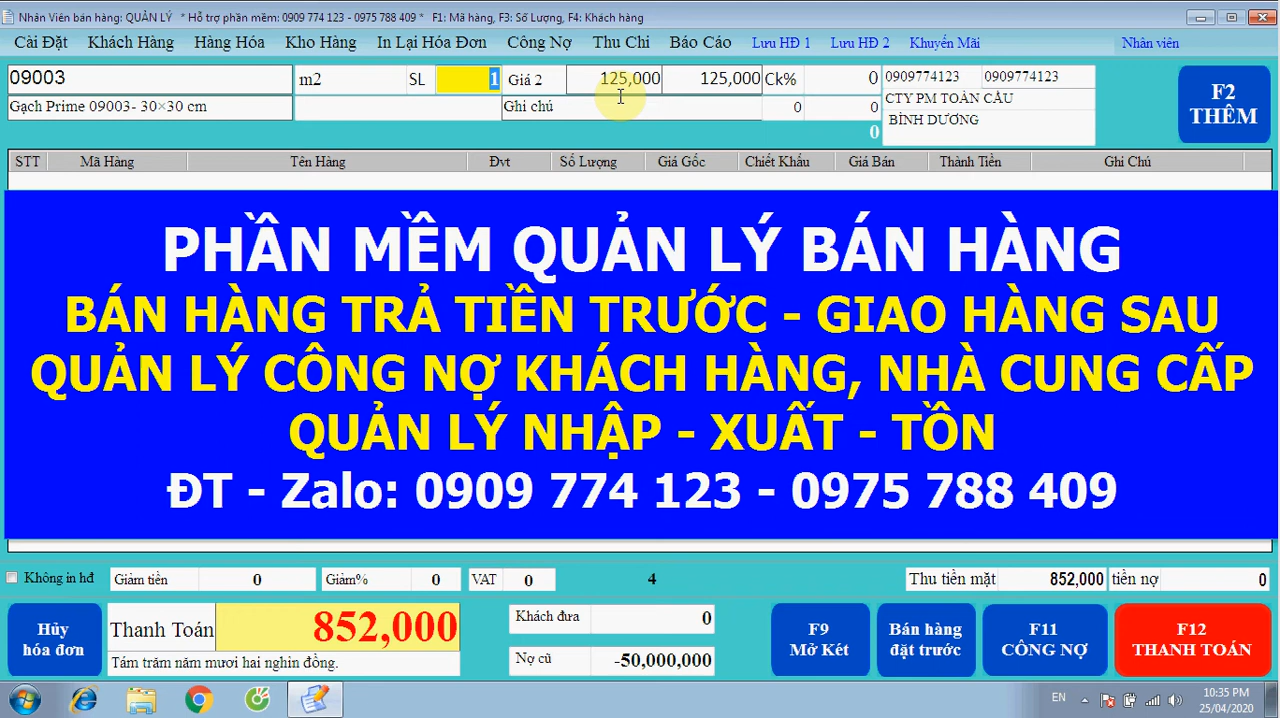 Nhân Viên bán hàng: QUẢN LÝ * Hỗ trợ phần mềm: 0909 774 123 - 0975 788 409 * F1: Mã hàng, F3: Số Lượng, F4: Khách hàng
Cài Đặt Khách Hàng Hàng Hóa Kho Hàng In Lại Hóa Đơn Công Nợ Thu Chi Báo Cáo Lưu HĐ 1 Lưu HĐ 2 Khuyến Mãi Nhân viên
09003 m2 SL 1 Giá 2 125,000 125,000 Ck% 0 0909774123 0909774123
Gạch Prime 09003- 30×30 cm Ghi chú 0 0 CTY PM TOÀN CẦU
0 BÌNH DƯƠNG
F2
THÊM
STT Mã Hàng Tên Hàng Đvt Số Lượng Giá Gốc Chiết Khấu Giá Bán Thành Tiền Ghi Chú
PHẦN MỀM QUẢN LÝ BÁN HÀNG
BÁN HÀNG TRẢ TIỀN TRƯỚC - GIAO HÀNG SAU
QUẢN LÝ CÔNG NỢ KHÁCH HÀNG, NHÀ CUNG CẤP
QUẢN LÝ NHẬP - XUẤT - TỒN
ĐT - Zalo: 0909 774 123 - 0975 788 409
Không in hđ Giảm tiền 0 Giảm% 0 VAT 0 4 Thu tiền mặt 852,000 tiền nợ 0
Hủy
hóa đơn
Thanh Toán 852,000
Tám trăm năm mươi hai nghìn đồng.
Khách đưa 0
Nợ cũ -50,000,000
F9
Mở Két
Bán hàng
đặt trước
F11
CÔNG NỢ
F12
THANH TOÁN
EN
10:35 PM
25/04/2020